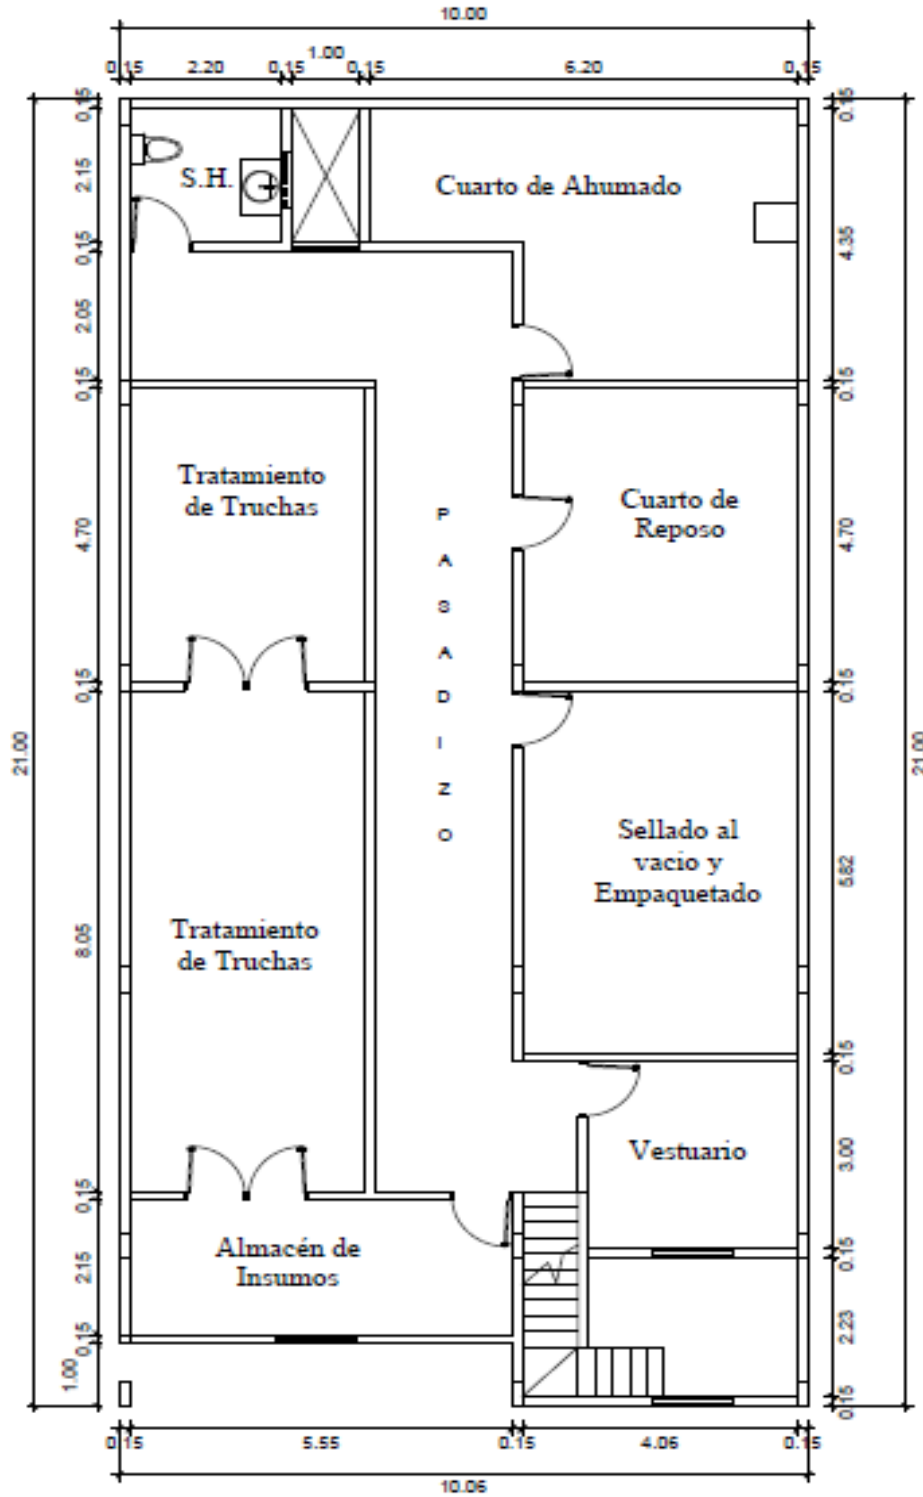 10.00
0.15 2.20 0.15 1.00 0.15 6.20 0.15
0.15
2.15
0.15
2.05
0.15
4.70
0.15
8.05
0.15
2.15
0.15
1.00
21.00
S.H.
Cuarto de Ahumado
Tratamiento
de Truchas
Cuarto de
Reposo
PASADIZO
Sellado al
vacio y
Empaquetado
Tratamiento
de Truchas
Vestuario
Almacén de
Insumos
0.15
4.35
0.15
4.70
0.15
5.82
0.15
3.00
0.15
2.23
0.15
21.00
0.15 5.55 0.15 4.06 0.15
10.06